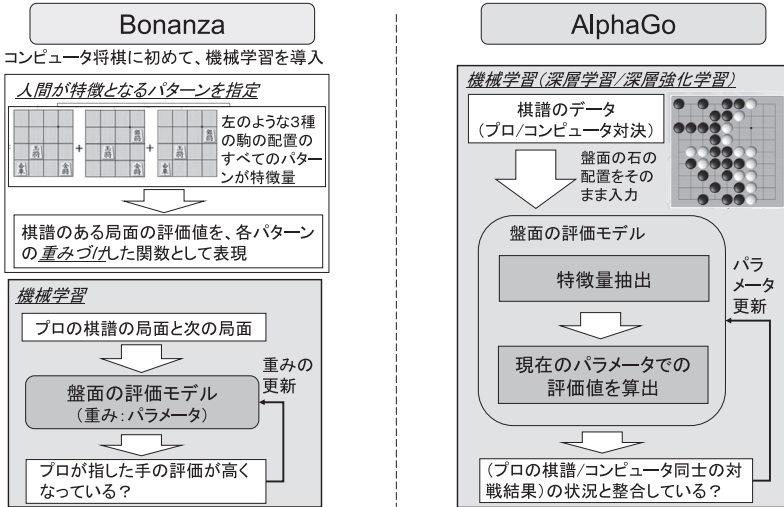 Bonanza
コンピュータ将棋に初めて、機械学習を導入
人間が特徴となるパターンを指定
左のような3種
の駒の配置の
すべてのパター
ンが特徴量
棋譜のある局面の評価値を、各パターン
の重みづけした関数として表現
機械学習
プロの棋譜の局面と次の局面
重みの
更新
盤面の評価モデル
(重み:パラメータ)
プロが指した手の評価が高く
なっている?
AlphaGo
機械学習(深層学習/深層強化学習)
棋譜のデータ
(プロ/コンピュータ対決)
盤面の石の
配置をその
まま入力
盤面の評価モデル
特徴量抽出
パラ
メータ
更新
現在のパラメータでの
評価値を算出
(プロの棋譜/コンピュータ同士の対
戦結果)の状況と整合している?